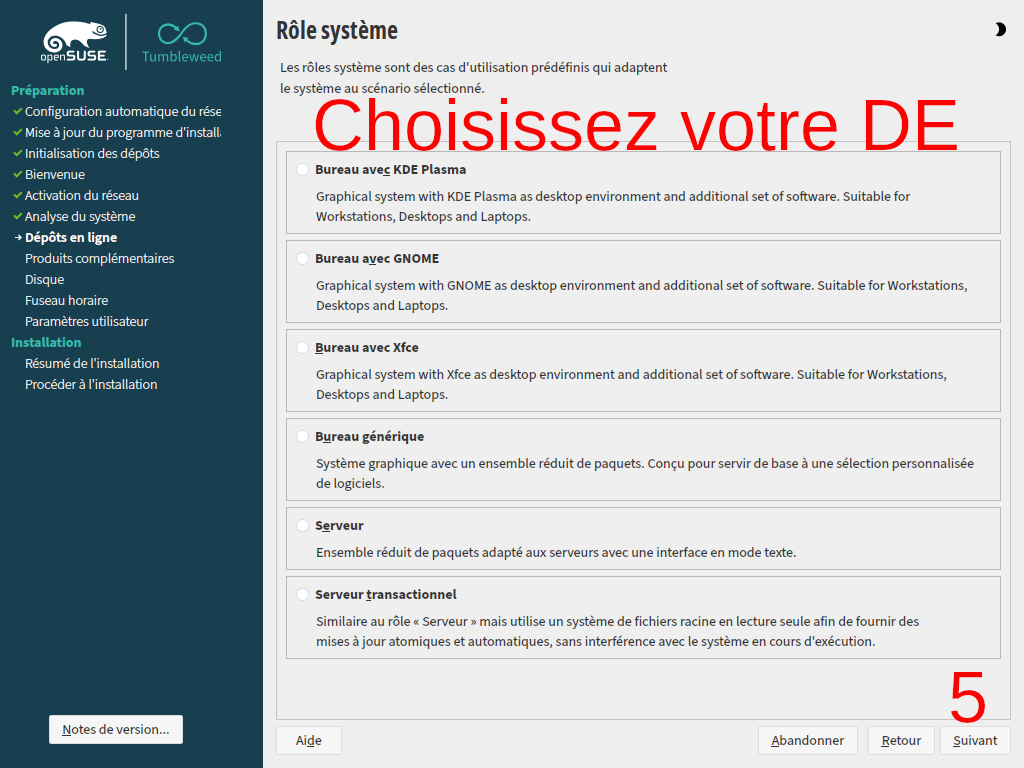 openSUSE
Tumbleweed
Préparation
Configuration automatique du rése
Mise à jour du programme d'install
Initialisation des dépôts
Bienvenue
Activation du réseau
Analyse du système
Dépôts en ligne
Produits complémentaires
Disque
Fuseau horaire
Paramètres utilisateur
Installation
Résumé de l'installation
Procéder à l'installation
Notes de version...
Rôle système
Les rôles système sont des cas d'utilisation prédéfinis qui adaptent
le système au scénario sélectionné.
Choisissez votre DE
Bureau avec KDE Plasma
Graphical system with KDE Plasma as desktop environment and additional set of software. Suitable for
Workstations, Desktops and Laptops.
Bureau avec GNOME
Graphical system with GNOME as desktop environment and additional set of software. Suitable for Workstations,
Desktops and Laptops.
Bureau avec Xfce
Graphical system with Xfce as desktop environment and additional set of software. Suitable for Workstations,
Desktops and Laptops.
Bureau générique
Système graphique avec un ensemble réduit de paquets. Conçu pour servir de base à une sélection personnalisée
de logiciels.
Serveur
Ensemble réduit de paquets adapté aux serveurs avec une interface en mode texte.
Serveur transactionnel
Similaire au rôle « Serveur » mais utilise un système de fichiers racine en lecture seule afin de fournir des
mises à jour atomiques et automatiques, sans interférence avec le système en cours d'exécution.
5
Aide
Abandonner
Retour
Suivant